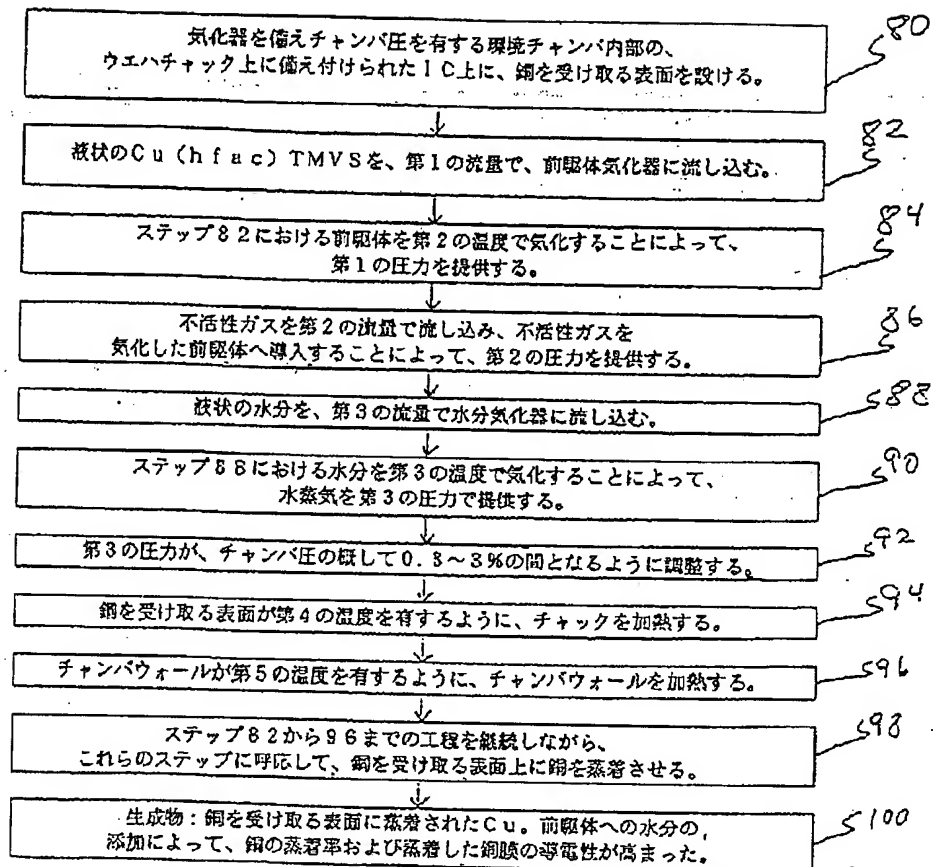 気化器を備えチャンバ圧を有する環境チャンバ内部の、
ウエハチャック上に備え付けられたIC上に、銅を受け取る表面を設ける。
80
液状のCu(hfac)TMVSを、第1の流量で、前駆体気化器に流し込む。
82
ステップ82における前駆体を第2の温度で気化することによって、
第1の圧力を提供する。
84
不活性ガスを第2の流量で流し込み、不活性ガスを
気化した前駆体へ導入することによって、第2の圧力を提供する。
86
液状の水分を、第3の流量で水分気化器に流し込む。
88
ステップ88における水分を第3の温度で気化することによって、
水蒸気を第3の圧力で提供する。
90
第3の圧力が、チャンバ圧の概して0.3~3%の間となるように調整する。
92
銅を受け取る表面が第4の温度を有するように、チャックを加熱する。
94
チャンバウォールが第5の温度を有するように、チャンバウォールを加熱する。
96
ステップ82から96までの工程を継続しながら、
これらのステップに呼応して、銅を受け取る表面上に銅を蒸着させる。
98
生成物:銅を受け取る表面に蒸着されたCu。前駆体への水分の
添加によって、銅の蒸着率および蒸着した銅膜の導電性が高まった。
100